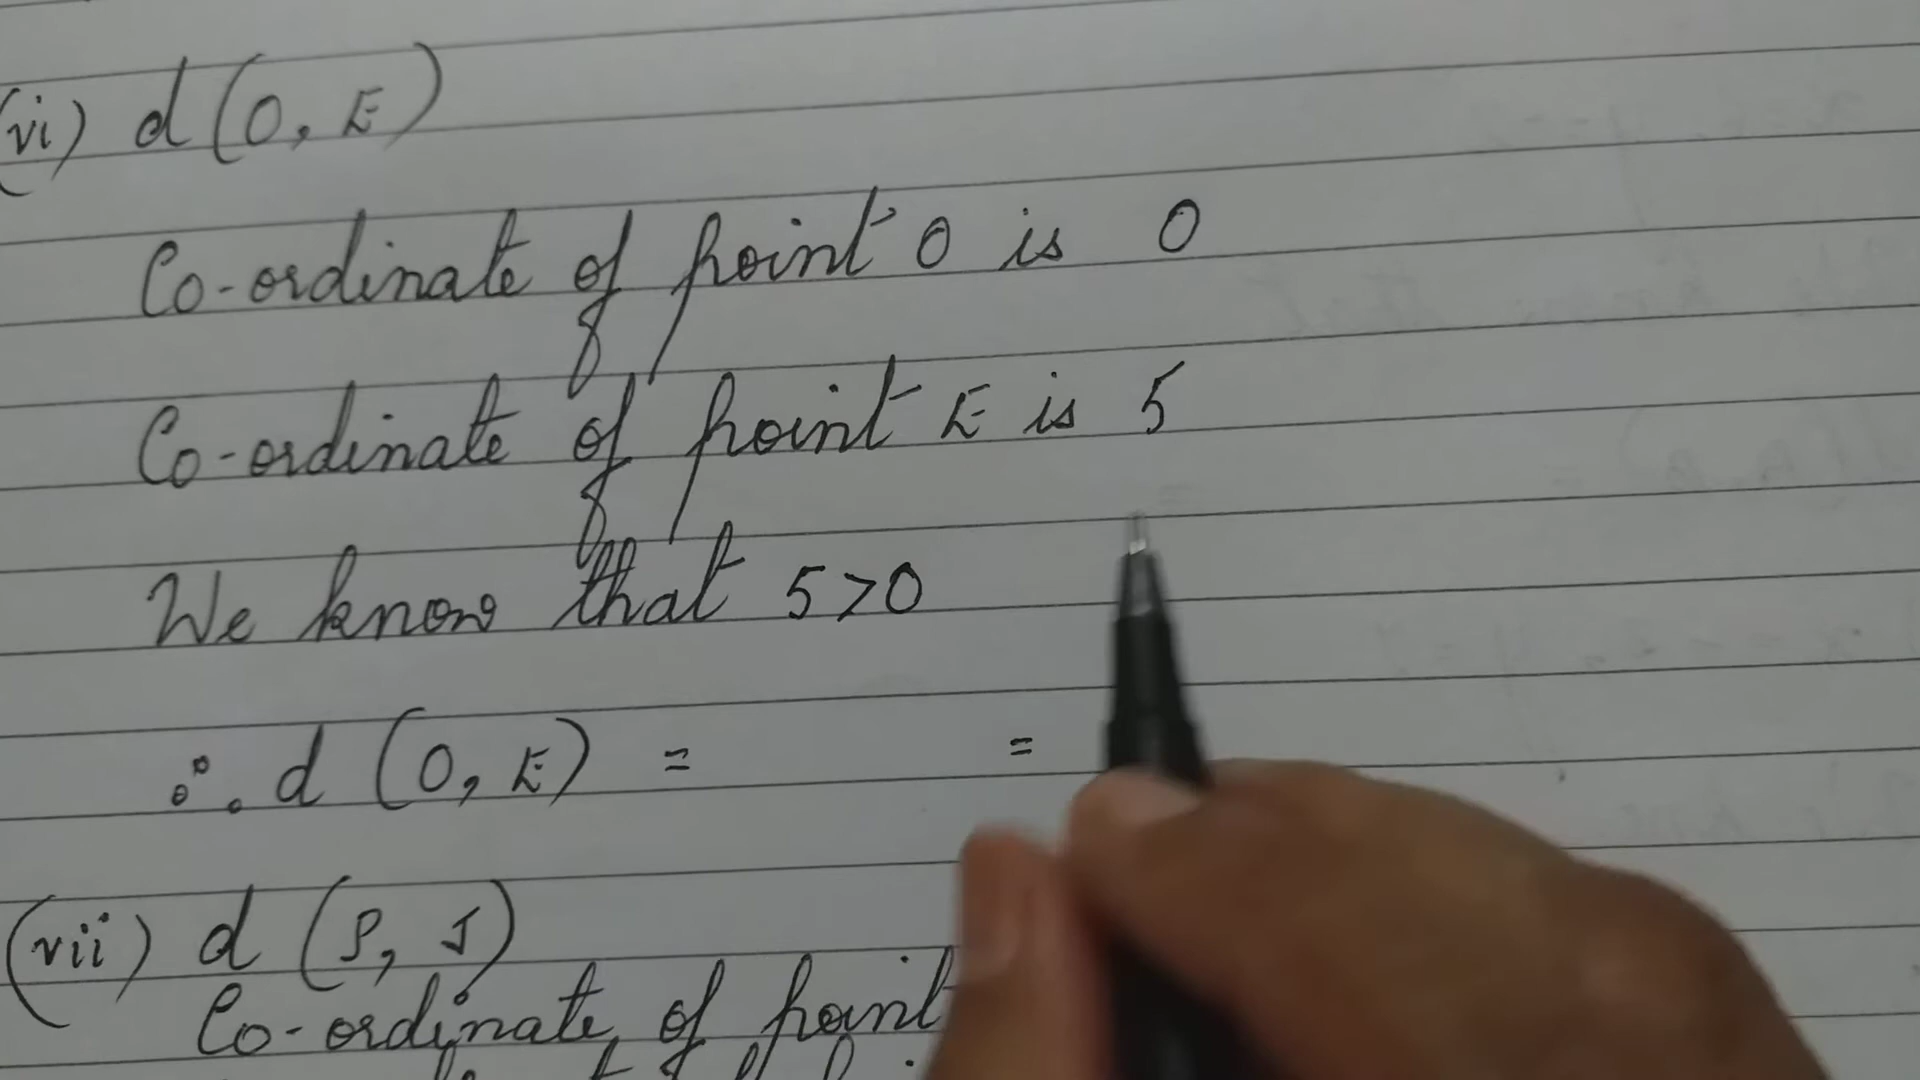 (vi) d (O, E)
Co-ordinate of point O is 0
Co-ordinate of point E is 5
We know that 5>0
∴ d (O, E) = =
(vii) d (P, J)
Co-ordinate of point